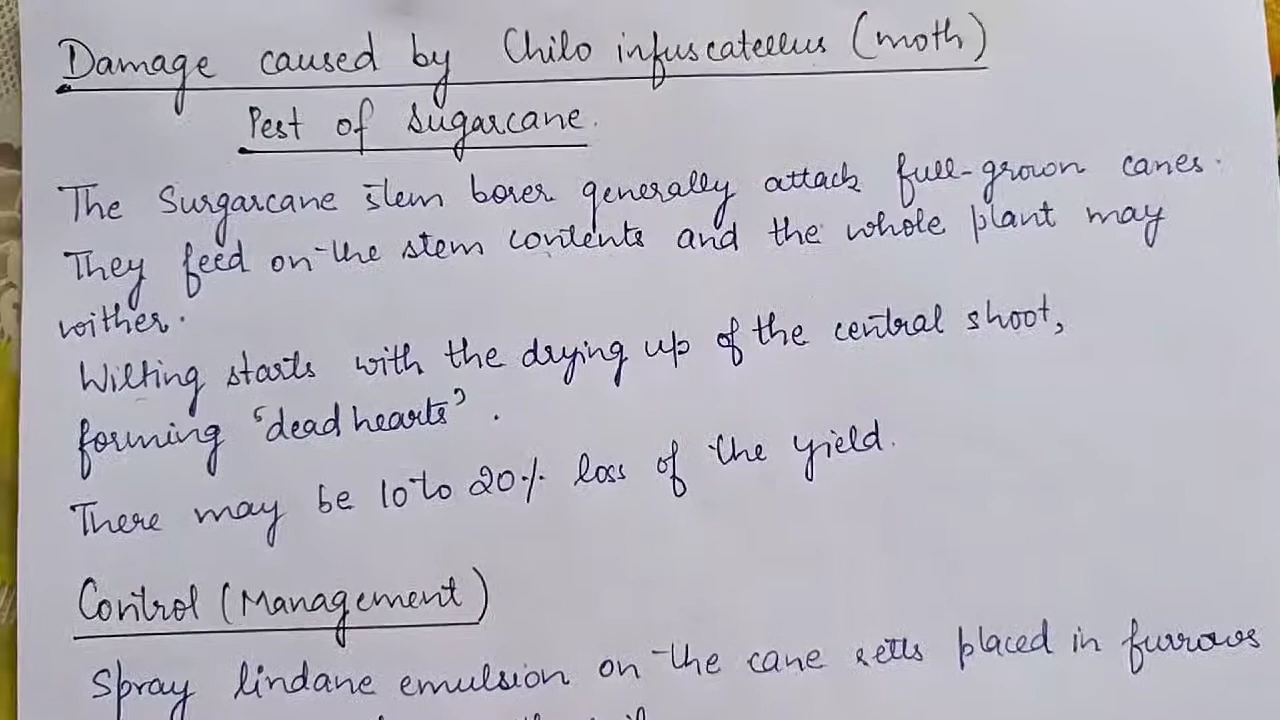 Damage caused by Chilo infuscatellus (moth)
Pest of Sugarcane.
The Surgarcane stem borer generally attack full-grown canes.
They feed on the stem contents and the whole plant may
wither.
Wilting starts with the drying up of the central shoot,
forming 'dead hearts'.
There may be 10 to 20% loss of the yield.
Control (Management)
Spray lindane emulsion on the cane setts placed in furrows